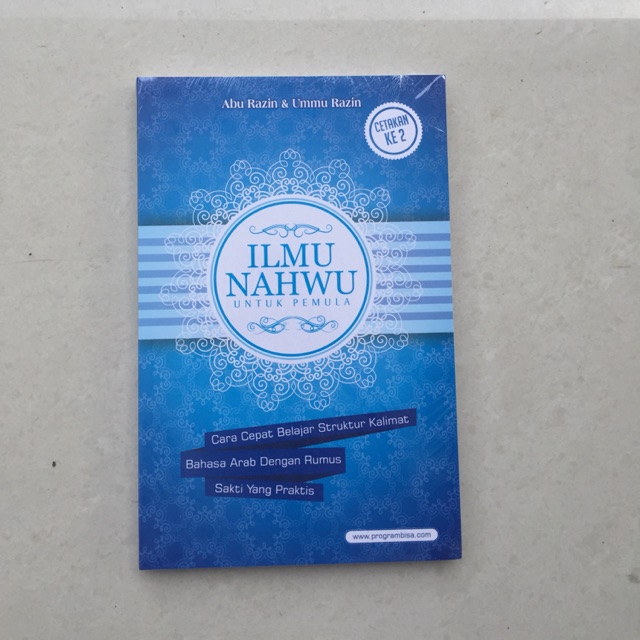 Abu Razin & Ummu Razin
CETAKAN
KE 2
ILMU
NAHWU
UNTUK PEMULA
Cara Cepat Belajar Struktur Kalimat
Bahasa Arab Dengan Rumus
Sakti Yang Praktis
www.programbisa.com